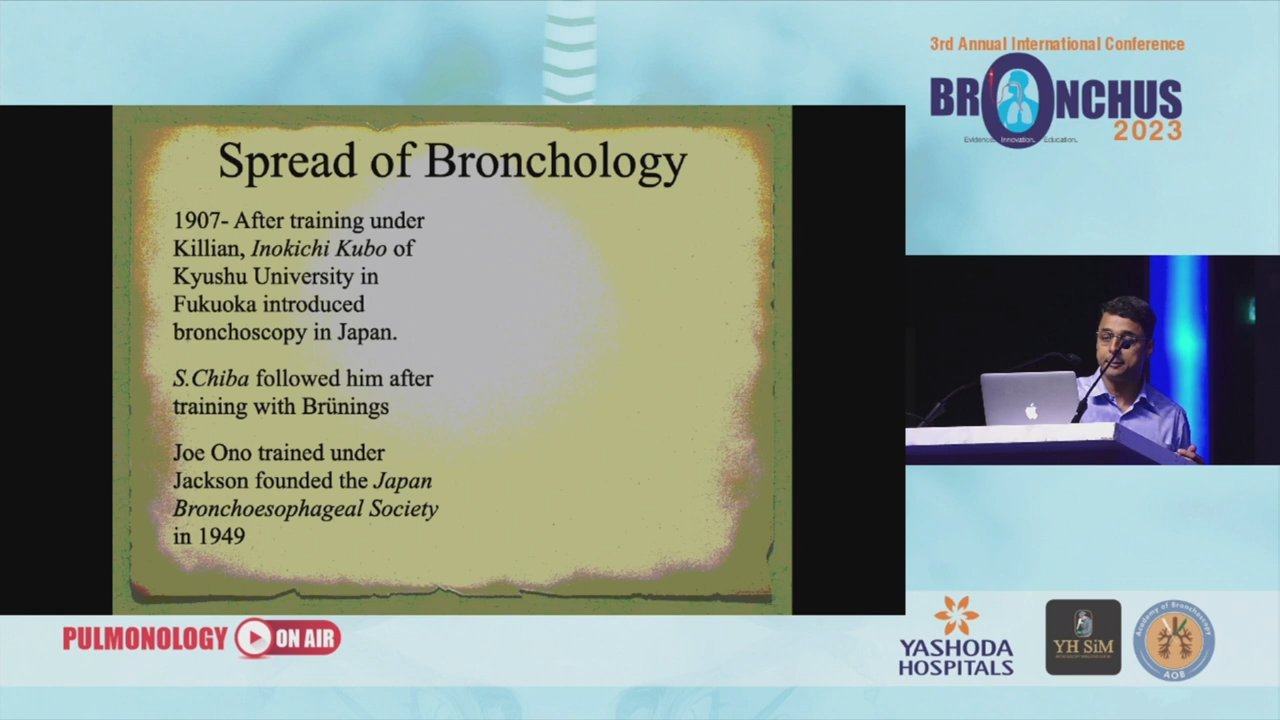 3rd Annual International Conference
BRONCHUS
2023
Evidence. Innovation. Education.
Spread of Bronchology
1907- After training under
Killian, Inokichi Kubo of
Kyushu University in
Fukuoka introduced
bronchoscopy in Japan.
S.Chiba followed him after
training with Brünings
Joe Ono trained under
Jackson founded the Japan
Bronchoesophageal Society
in 1949
PULMONOLOGY ON AIR
YASHODA
HOSPITALS
YH SiM
Academy of Bronchoscopy
AOB